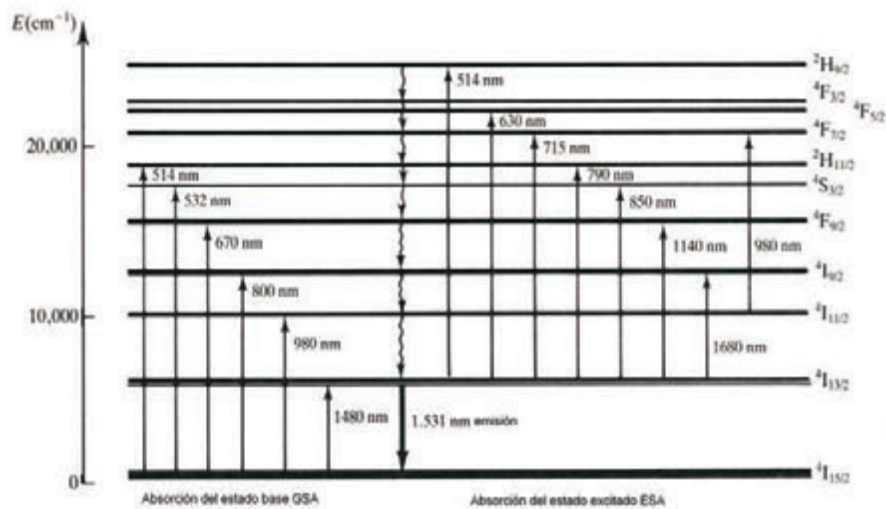 E(cm⁻¹)
20,000
10,000
0
²H₉/₂
⁴F₃/₂
⁴F₅/₂
⁴F₇/₂
²H₁₁/₂
⁴S₃/₂
⁴F₉/₂
⁴I₉/₂
⁴I₁₁/₂
⁴I₁₃/₂
⁴I₁₅/₂
514 nm
532 nm
670 nm
800 nm
980 nm
1480 nm
1.531 nm emisión
514 nm
630 nm
715 nm
790 nm
850 nm
1140 nm
980 nm
1680 nm
Absorción del estado base GSA
Absorción del estado excitado ESA